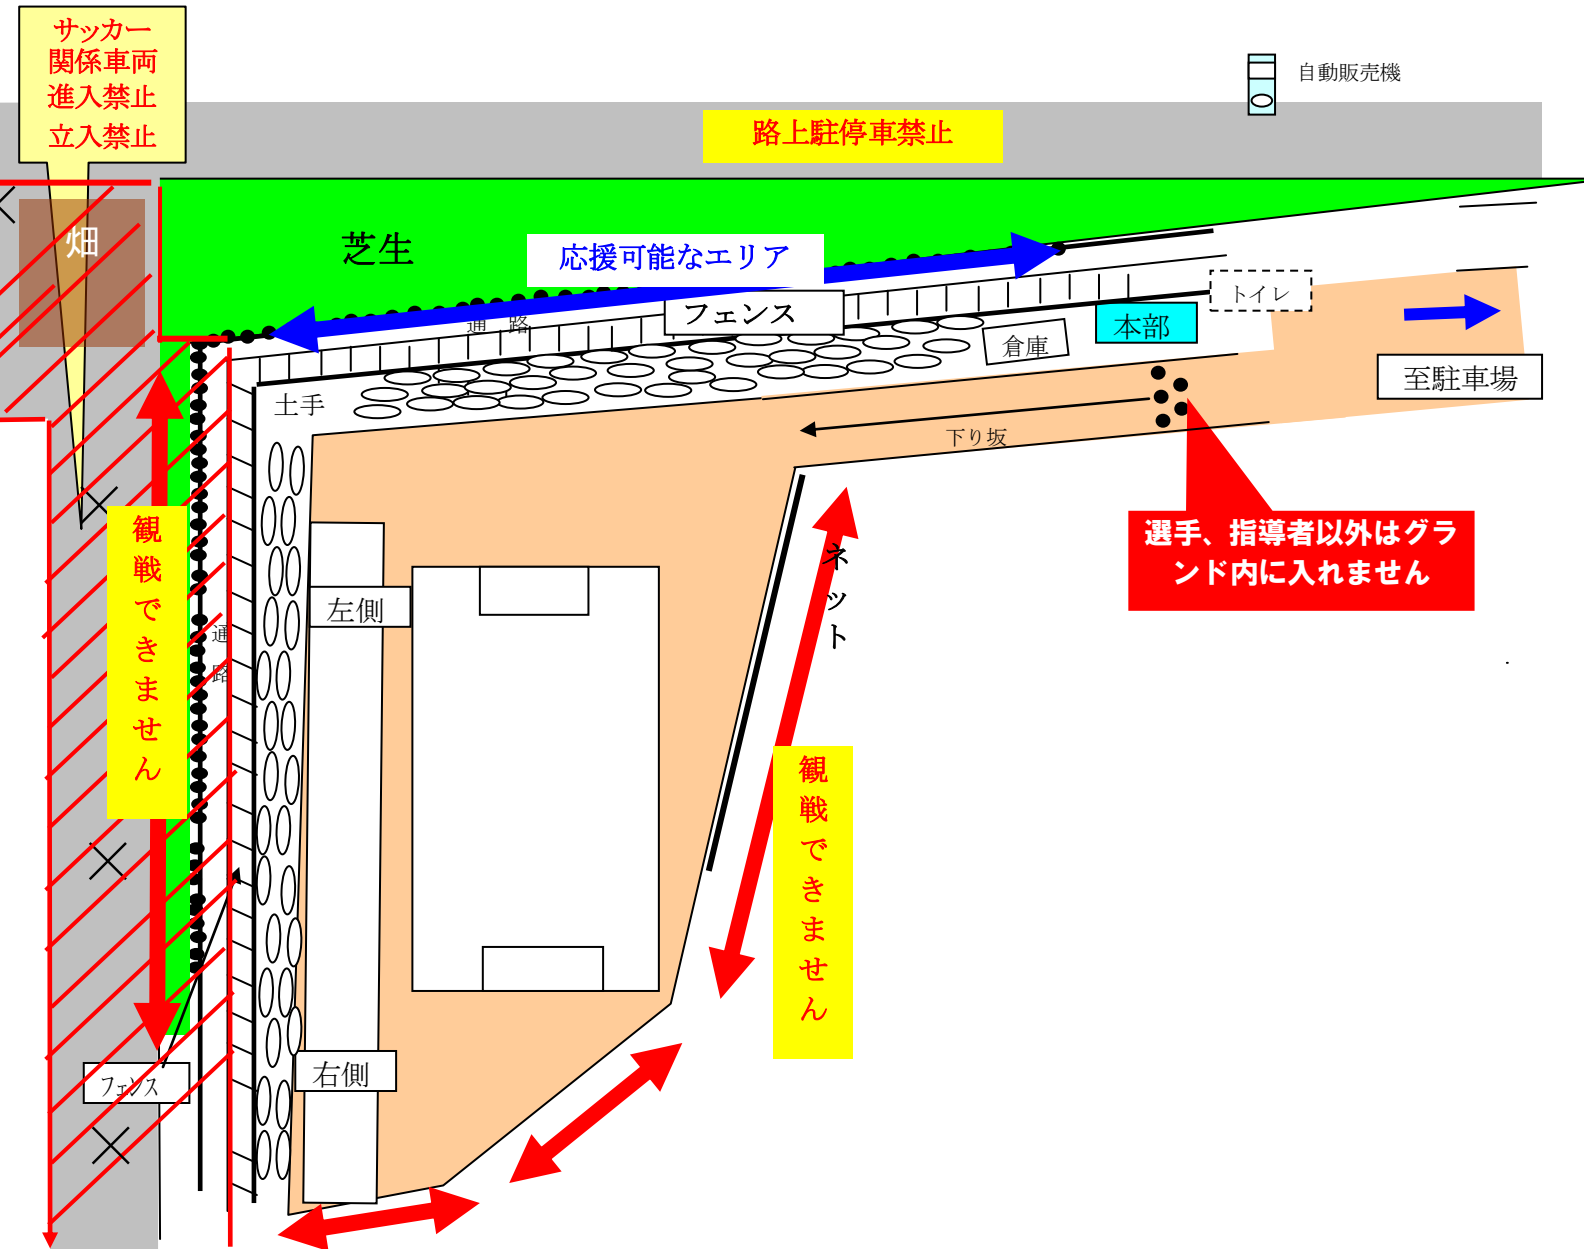 サッカー
関係車両
進入禁止
立入禁止
自動販売機
路上駐停車禁止
畑
芝生
応援可能なエリア
通路
フェンス
トイレ
本部
倉庫
至駐車場
土手
下り坂
選手、指導者以外はグラ
ンド内に入れません
観戦できません
ネット
左側
通路
観戦できません
右側
フェンス